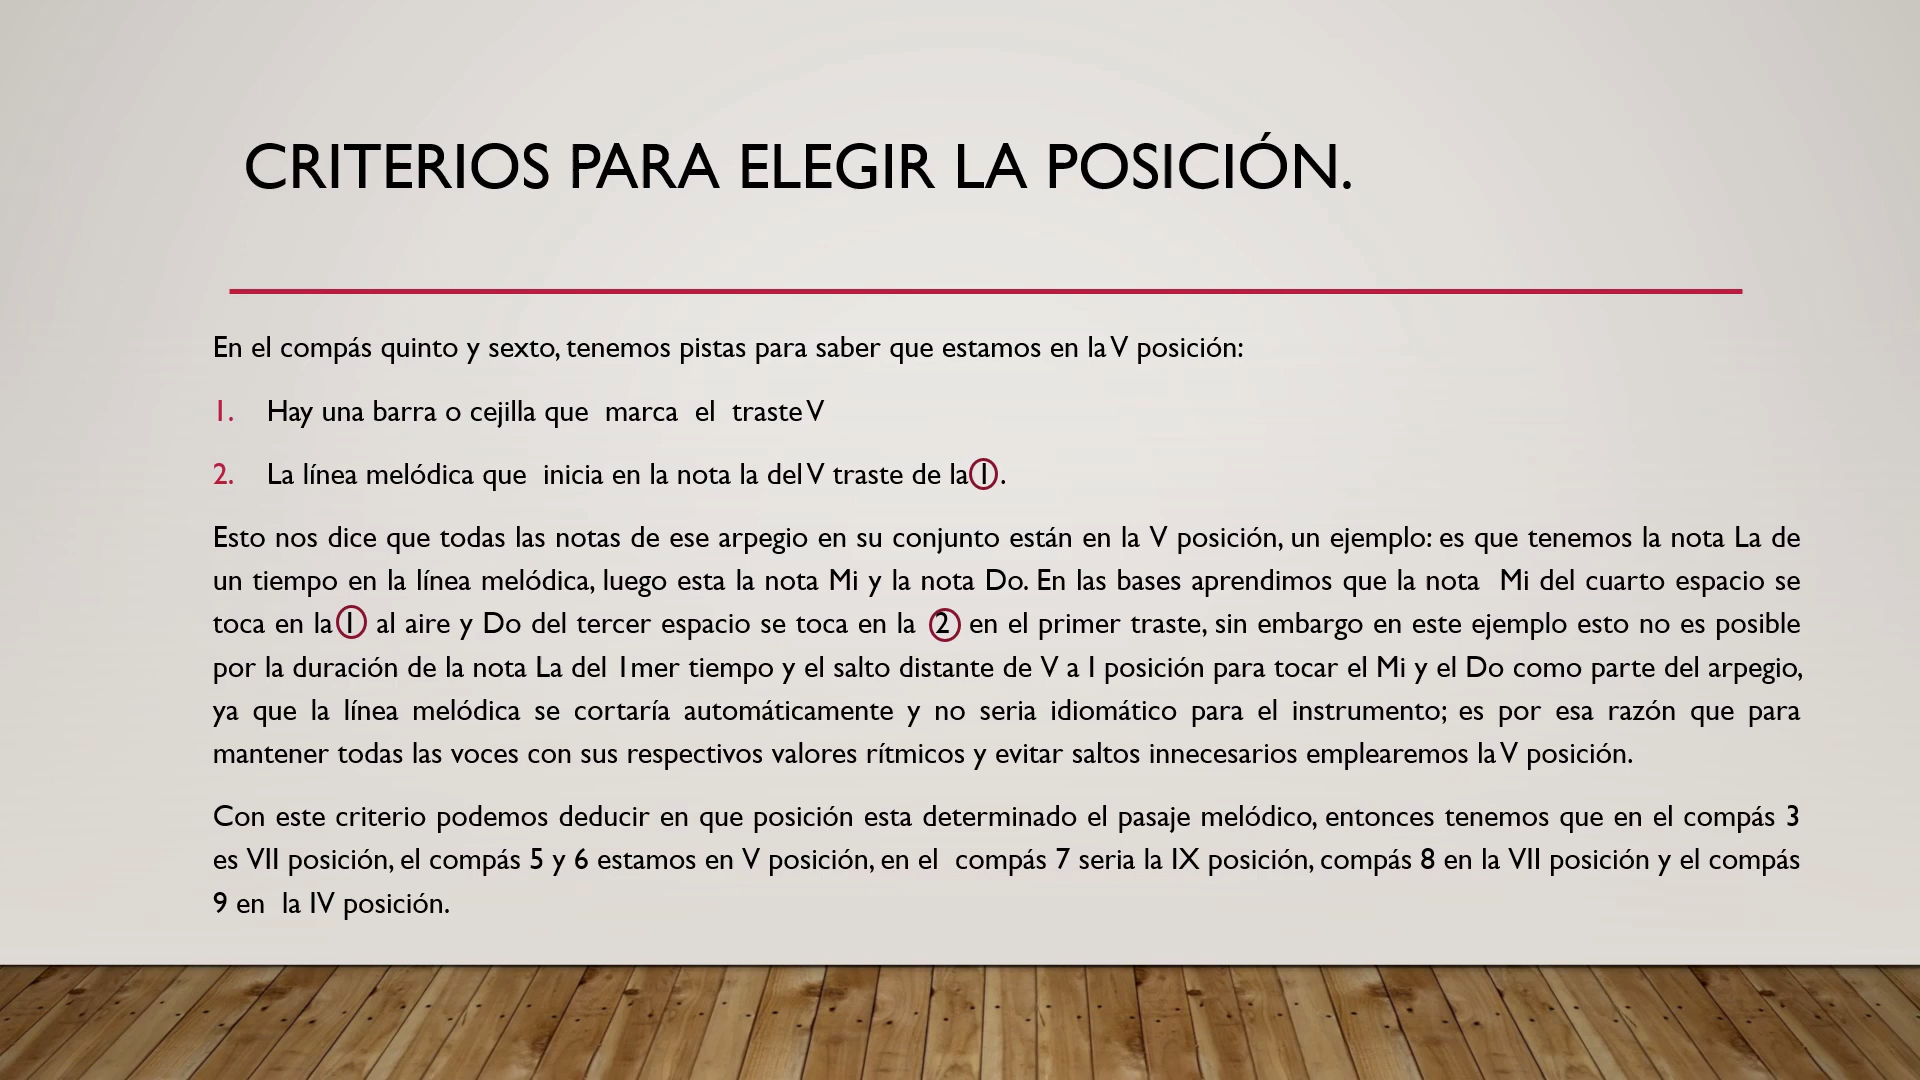 CRITERIOS PARA ELEGIR LA POSICIÓN.
En el compás quinto y sexto, tenemos pistas para saber que estamos en la V posición:
1. Hay una barra o cejilla que marca el traste V
2. La línea melódica que inicia en la nota la del V traste de la 1.
Esto nos dice que todas las notas de ese arpegio en su conjunto están en la V posición, un ejemplo: es que tenemos la nota La de
un tiempo en la línea melódica, luego esta la nota Mi y la nota Do. En las bases aprendimos que la nota Mi del cuarto espacio se
toca en la 1 al aire y Do del tercer espacio se toca en la 2 en el primer traste, sin embargo en este ejemplo esto no es posible
por la duración de la nota La del 1mer tiempo y el salto distante de V a I posición para tocar el Mi y el Do como parte del arpegio,
ya que la línea melódica se cortaría automáticamente y no seria idiomático para el instrumento; es por esa razón que para
mantener todas las voces con sus respectivos valores rítmicos y evitar saltos innecesarios emplearemos la V posición.
Con este criterio podemos deducir en que posición esta determinado el pasaje melódico, entonces tenemos que en el compás 3
es VII posición, el compás 5 y 6 estamos en V posición, en el compás 7 seria la IX posición, compás 8 en la VII posición y el compás
9 en la IV posición.